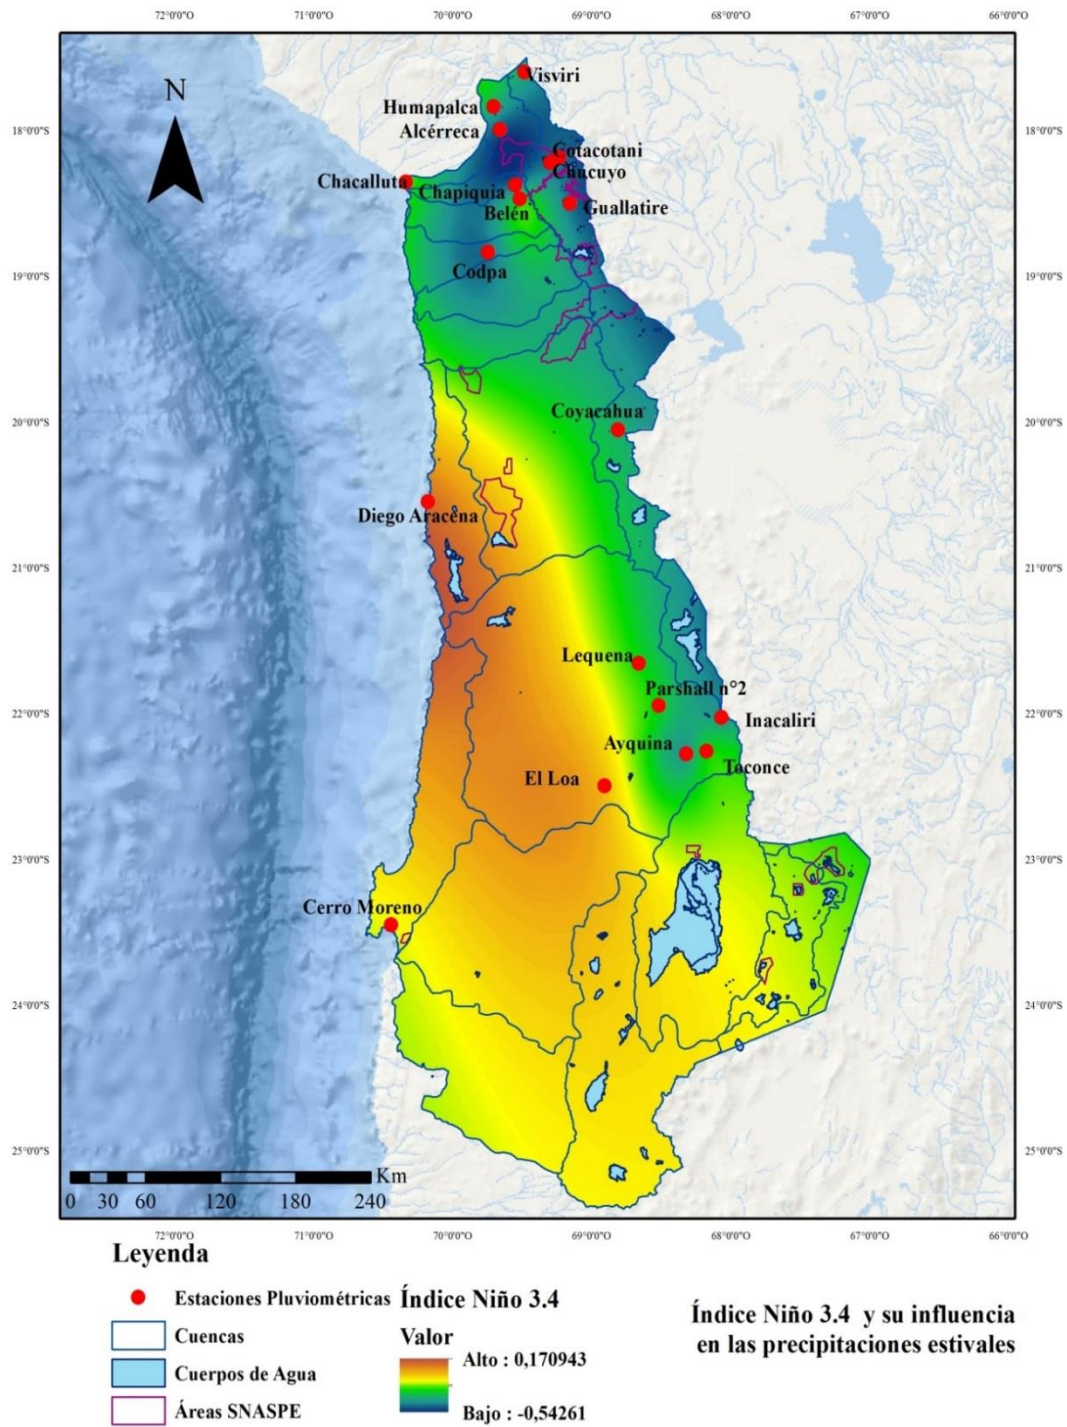 72°0'0"O 71°0'0"O 70°0'0"O 69°0'0"O 68°0'0"O 67°0'0"O 66°0'0"O
N
Visviri
Humapalca
18°0'0"S 18°0'0"S
Alcérreca
Cotacotani
Chucuyo
Chacalluta
Chapiquia
Belén
Guallatire
Codpa
19°0'0"S 19°0'0"S
Coyacahua
20°0'0"S 20°0'0"S
Diego Aracena
21°0'0"S 21°0'0"S
Lequena
Parshall n°2
22°0'0"S 22°0'0"S
Inacaliri
Ayquina
Toconce
El Loa
23°0'0"S 23°0'0"S
Cerro Moreno
24°0'0"S 24°0'0"S
25°0'0"S 25°0'0"S
Km
0 30 60 120 180 240
72°0'0"O 71°0'0"O 70°0'0"O 69°0'0"O 68°0'0"O 67°0'0"O 66°0'0"O
Leyenda
Estaciones Pluviométricas
Cuencas
Cuerpos de Agua
Áreas SNASPE
Índice Niño 3.4
Valor
Alto : 0,170943
Bajo : -0,54261
Índice Niño 3.4 y su influencia
en las precipitaciones estivales